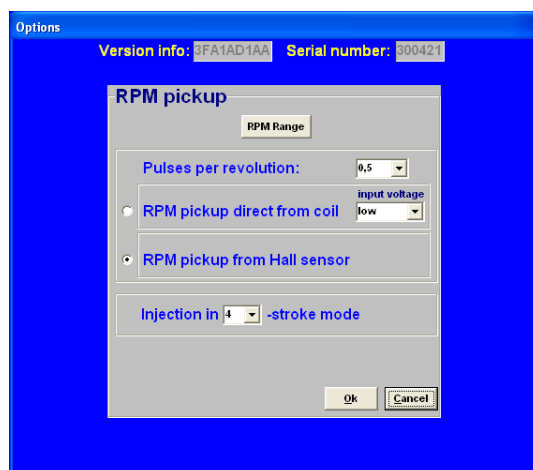 Options
Version info: 3FA1AD1AA Serial number: 300421
RPM pickup
RPM Range
Pulses per revolution: 0,5
input voltage
RPM pickup direct from coil low
RPM pickup from Hall sensor
Injection in 4 -stroke mode
Ok Cancel